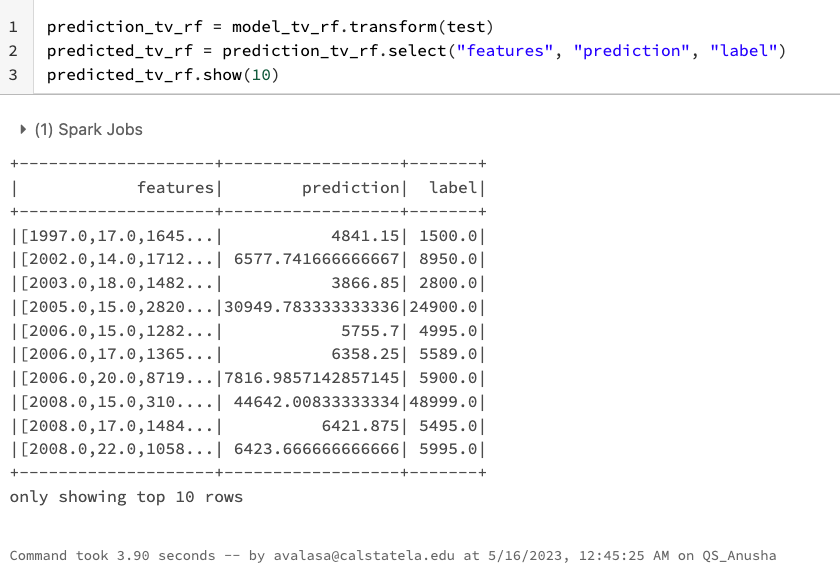 1 prediction_tv_rf = model_tv_rf.transform(test)
2 predicted_tv_rf = prediction_tv_rf.select("features", "prediction", "label")
3 predicted_tv_rf.show(10)
(1) Spark Jobs
+--------------------+------------------+-------+
|            features|        prediction|  label|
+--------------------+------------------+-------+
|[1997.0,17.0,1645...|           4841.15| 1500.0|
|[2002.0,14.0,1712...| 6577.741666666667| 8950.0|
|[2003.0,18.0,1482...|           3866.85| 2800.0|
|[2005.0,15.0,2820...|30949.783333333336|24900.0|
|[2006.0,15.0,1282...|            5755.7| 4995.0|
|[2006.0,17.0,1365...|           6358.25| 5589.0|
|[2006.0,20.0,8719...|7816.9857142857145| 5900.0|
|[2008.0,15.0,310....| 44642.00833333334|48999.0|
|[2008.0,17.0,1484...|          6421.875| 5495.0|
|[2008.0,22.0,1058...| 6423.666666666666| 5995.0|
+--------------------+------------------+-------+
only showing top 10 rows
Command took 3.90 seconds -- by avalasa@calstatela.edu at 5/16/2023, 12:45:25 AM on QS_Anusha